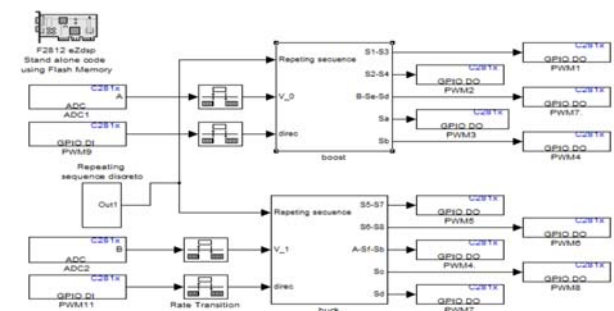 F2812 eZdsp
Stand alone code
using Flash Memory
C281x
A
ADC
ADC1
C281x
GPIO DI
PWM9
Repeating
sequence discreto
Out1
C281x
B
ADC
ADC2
C281x
GPIO DI
PWM11
Rate Transition
Repating secuence
V_0
direc
S1-S3
S2-S4
B-Se-Sd
Sa
Sb
boost
C281x
GPIO DO
PWM1
C281x
GPIO DO
PWM2
C281x
GPIO DO
PWM7.
C281x
GPIO DO
PWM3
C281x
GPIO DO
PWM4
Repating secuence
V_1
direc
S5-S7
S6-S8
A-Sf-Sb
Sc
Sd
buck
C281x
GPIO DO
PWM5
C281x
GPIO DO
PWM6
C281x
GPIO DO
PWM4.
C281x
GPIO DO
PWM8
C281x
GPIO DO
PWM7